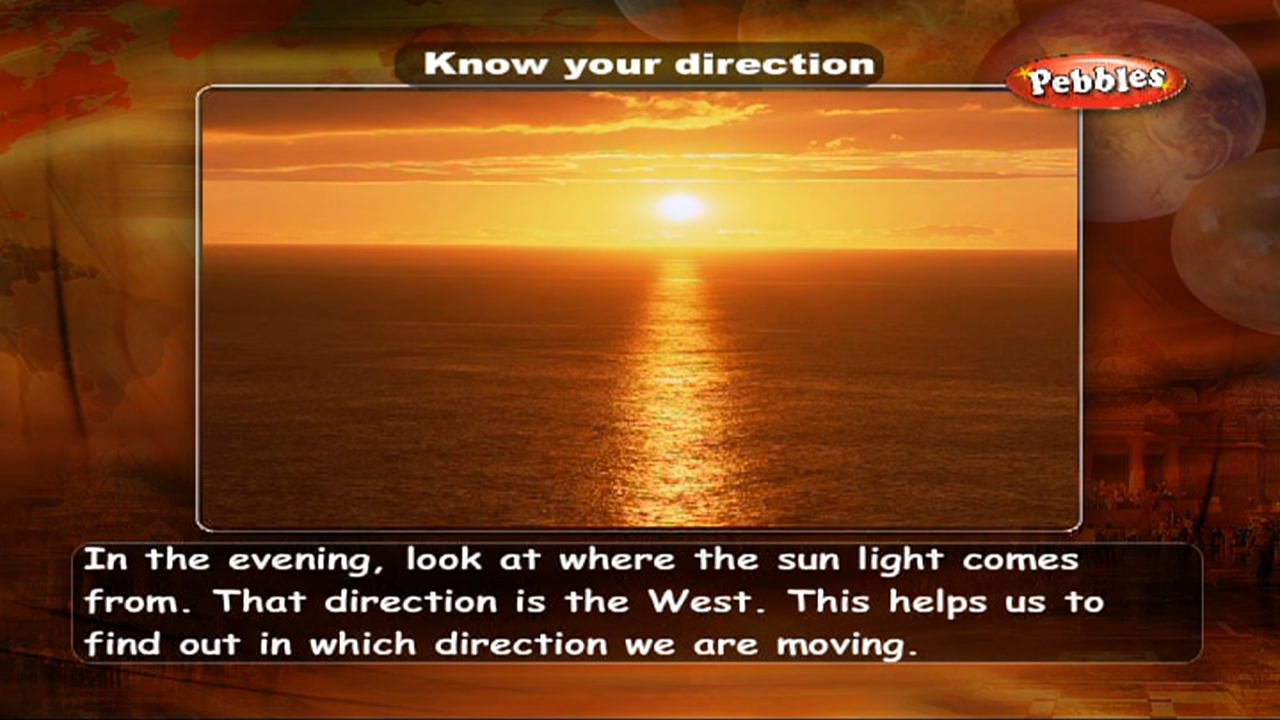 Know your direction
Pebbles
In the evening, look at where the sun light comes
from. That direction is the West. This helps us to
find out in which direction we are moving.